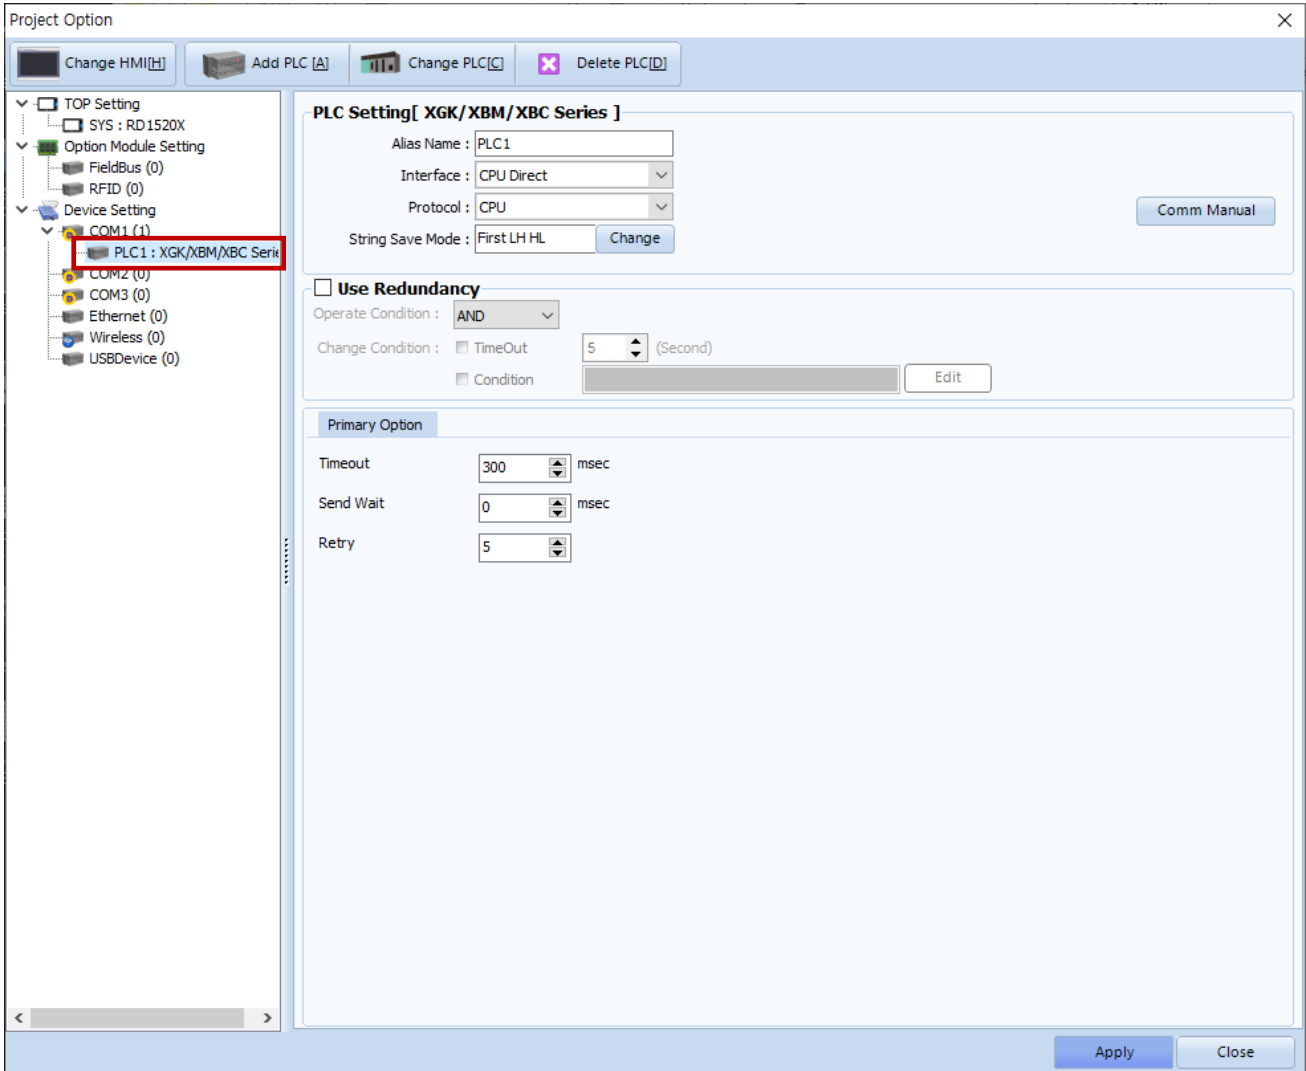 Project Option
Change HMI[H]
Add PLC [A]
Change PLC[C]
Delete PLC[D]
TOP Setting
SYS : RD1520X
Option Module Setting
FieldBus (0)
RFID (0)
Device Setting
COM1 (1)
PLC1 : XGK/XBM/XBC Serie
COM2 (0)
COM3 (0)
Ethernet (0)
Wireless (0)
USBDevice (0)
PLC Setting[ XGK/XBM/XBC Series ]
Alias Name : PLC1
Interface : CPU Direct
Protocol : CPU
Comm Manual
String Save Mode : First LH HL Change
Use Redundancy
Operate Condition : AND
Change Condition : TimeOut 5 (Second)
Condition Edit
Primary Option
Timeout 300 msec
Send Wait 0 msec
Retry 5
Apply
Close